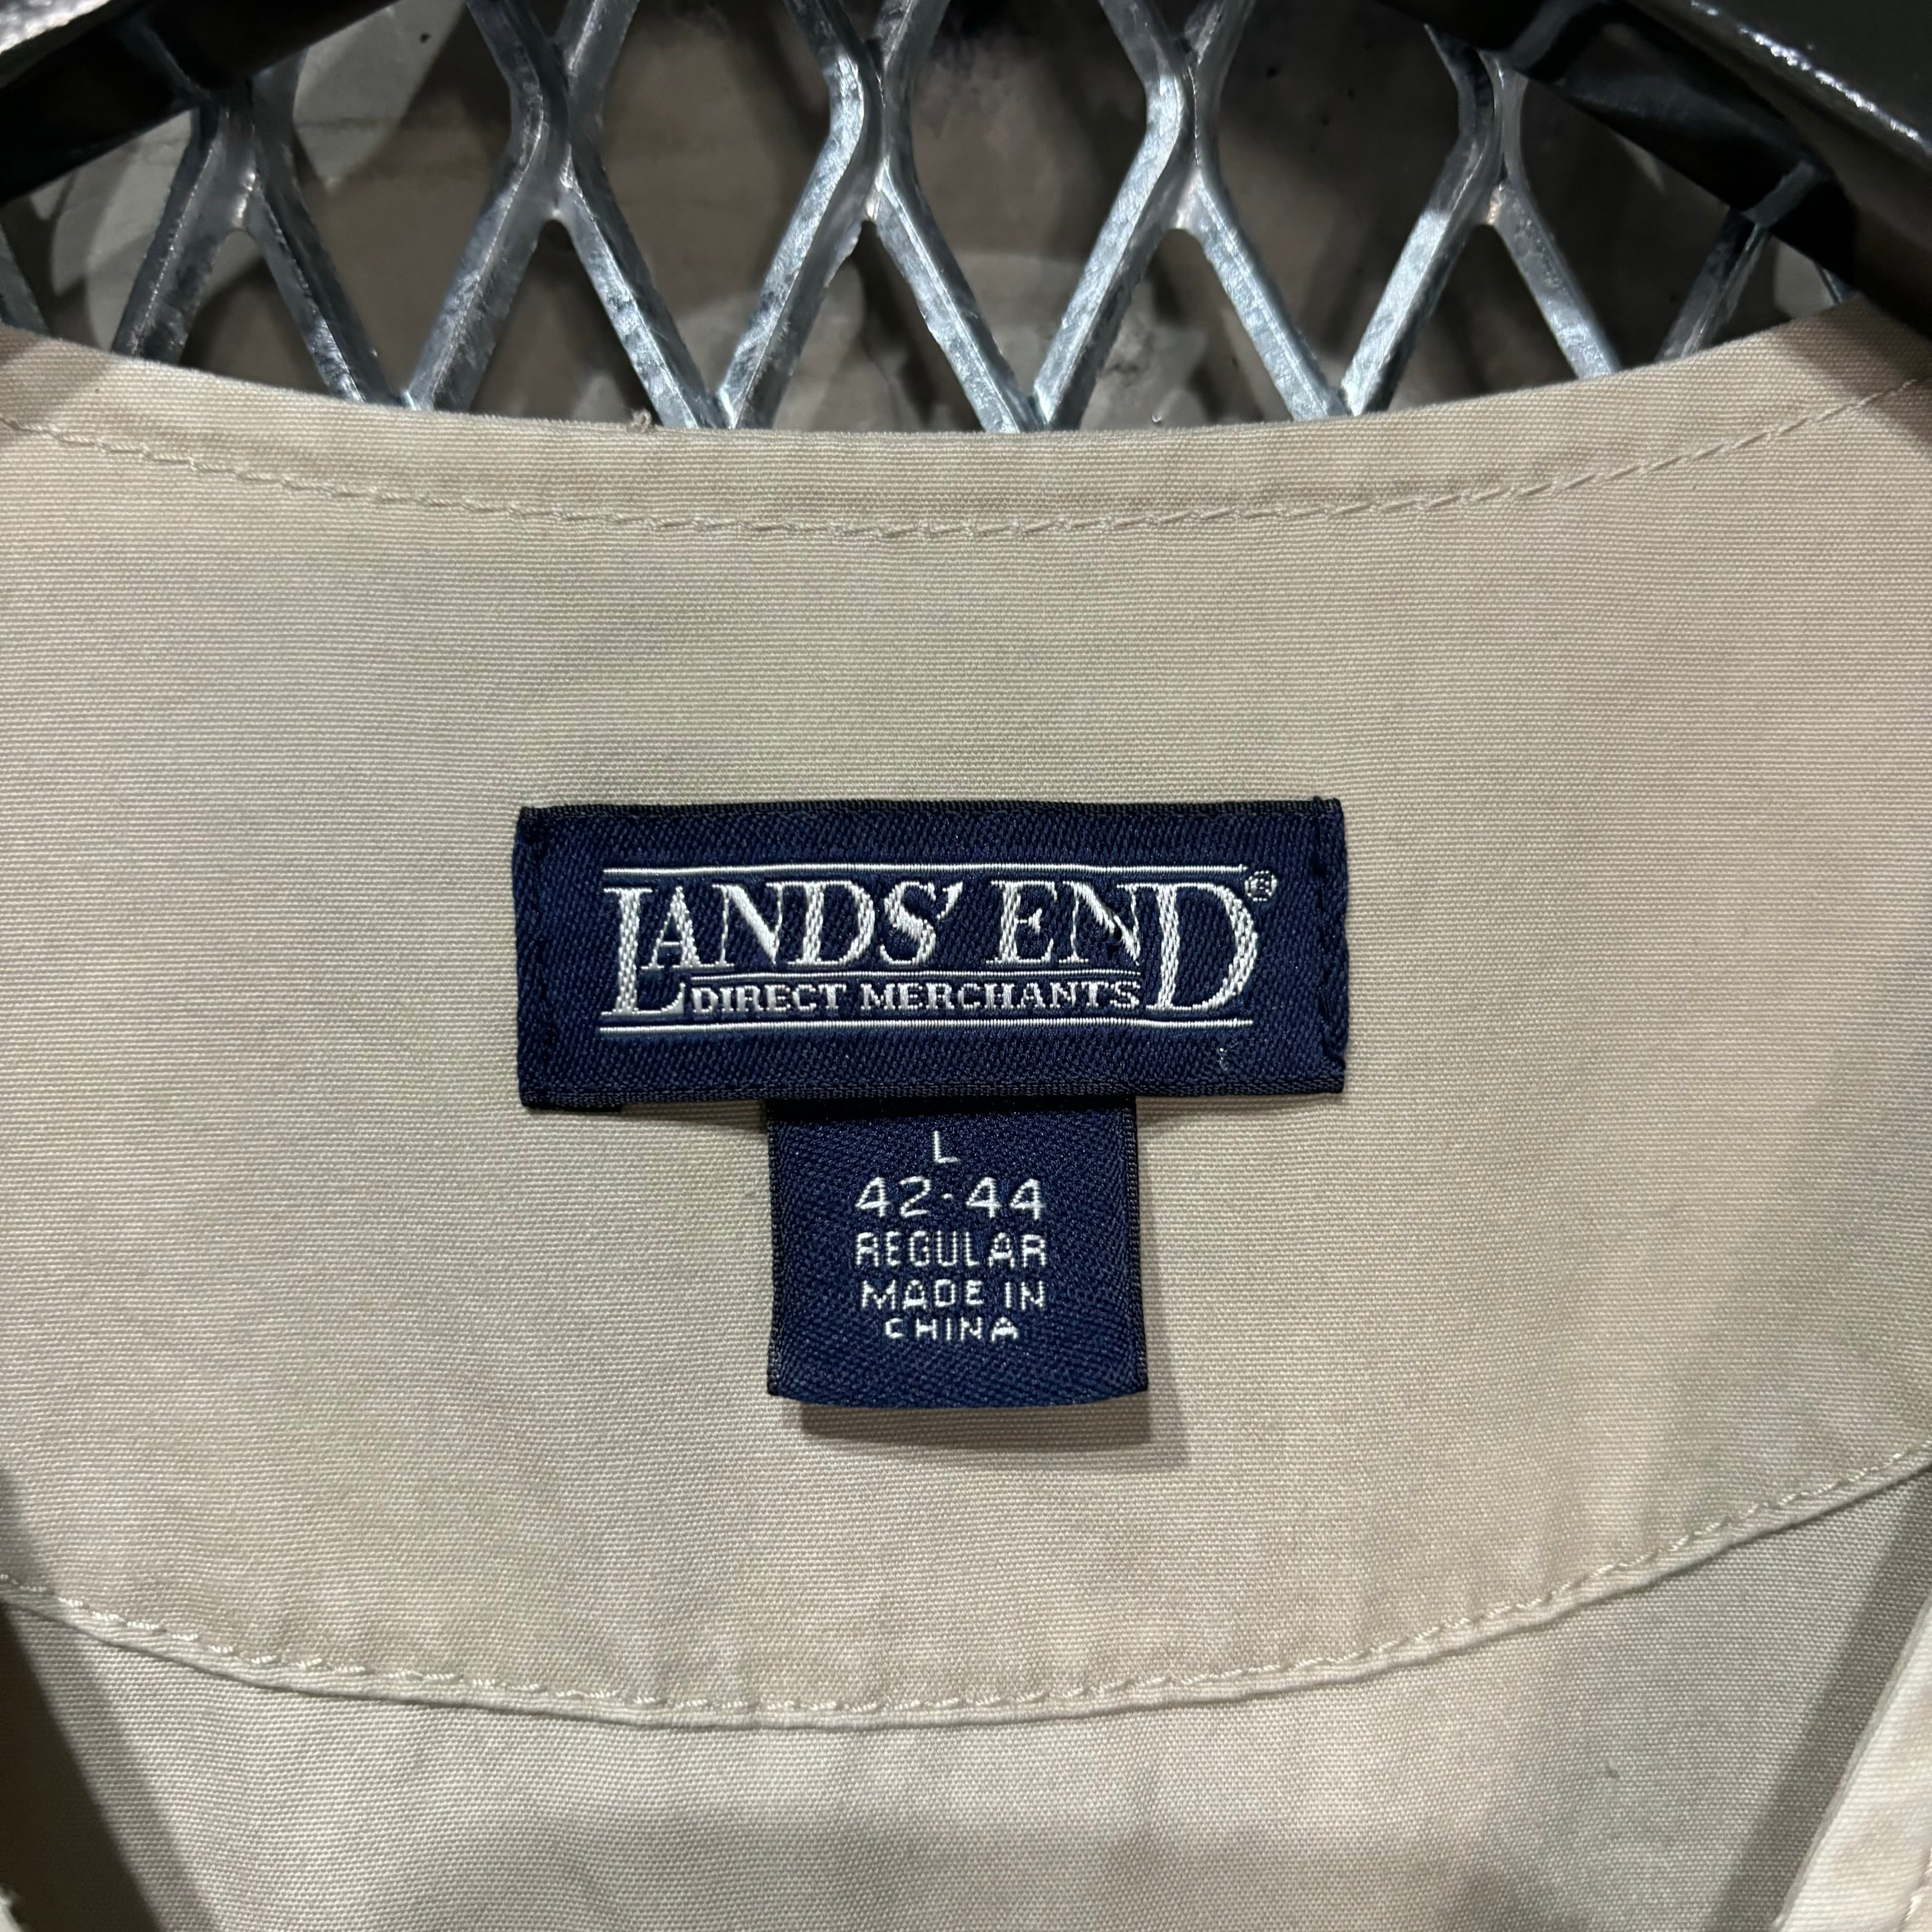 LANDS' END®
DIRECT MERCHANTS
L
42-44
REGULAR
MADE IN
CHINA